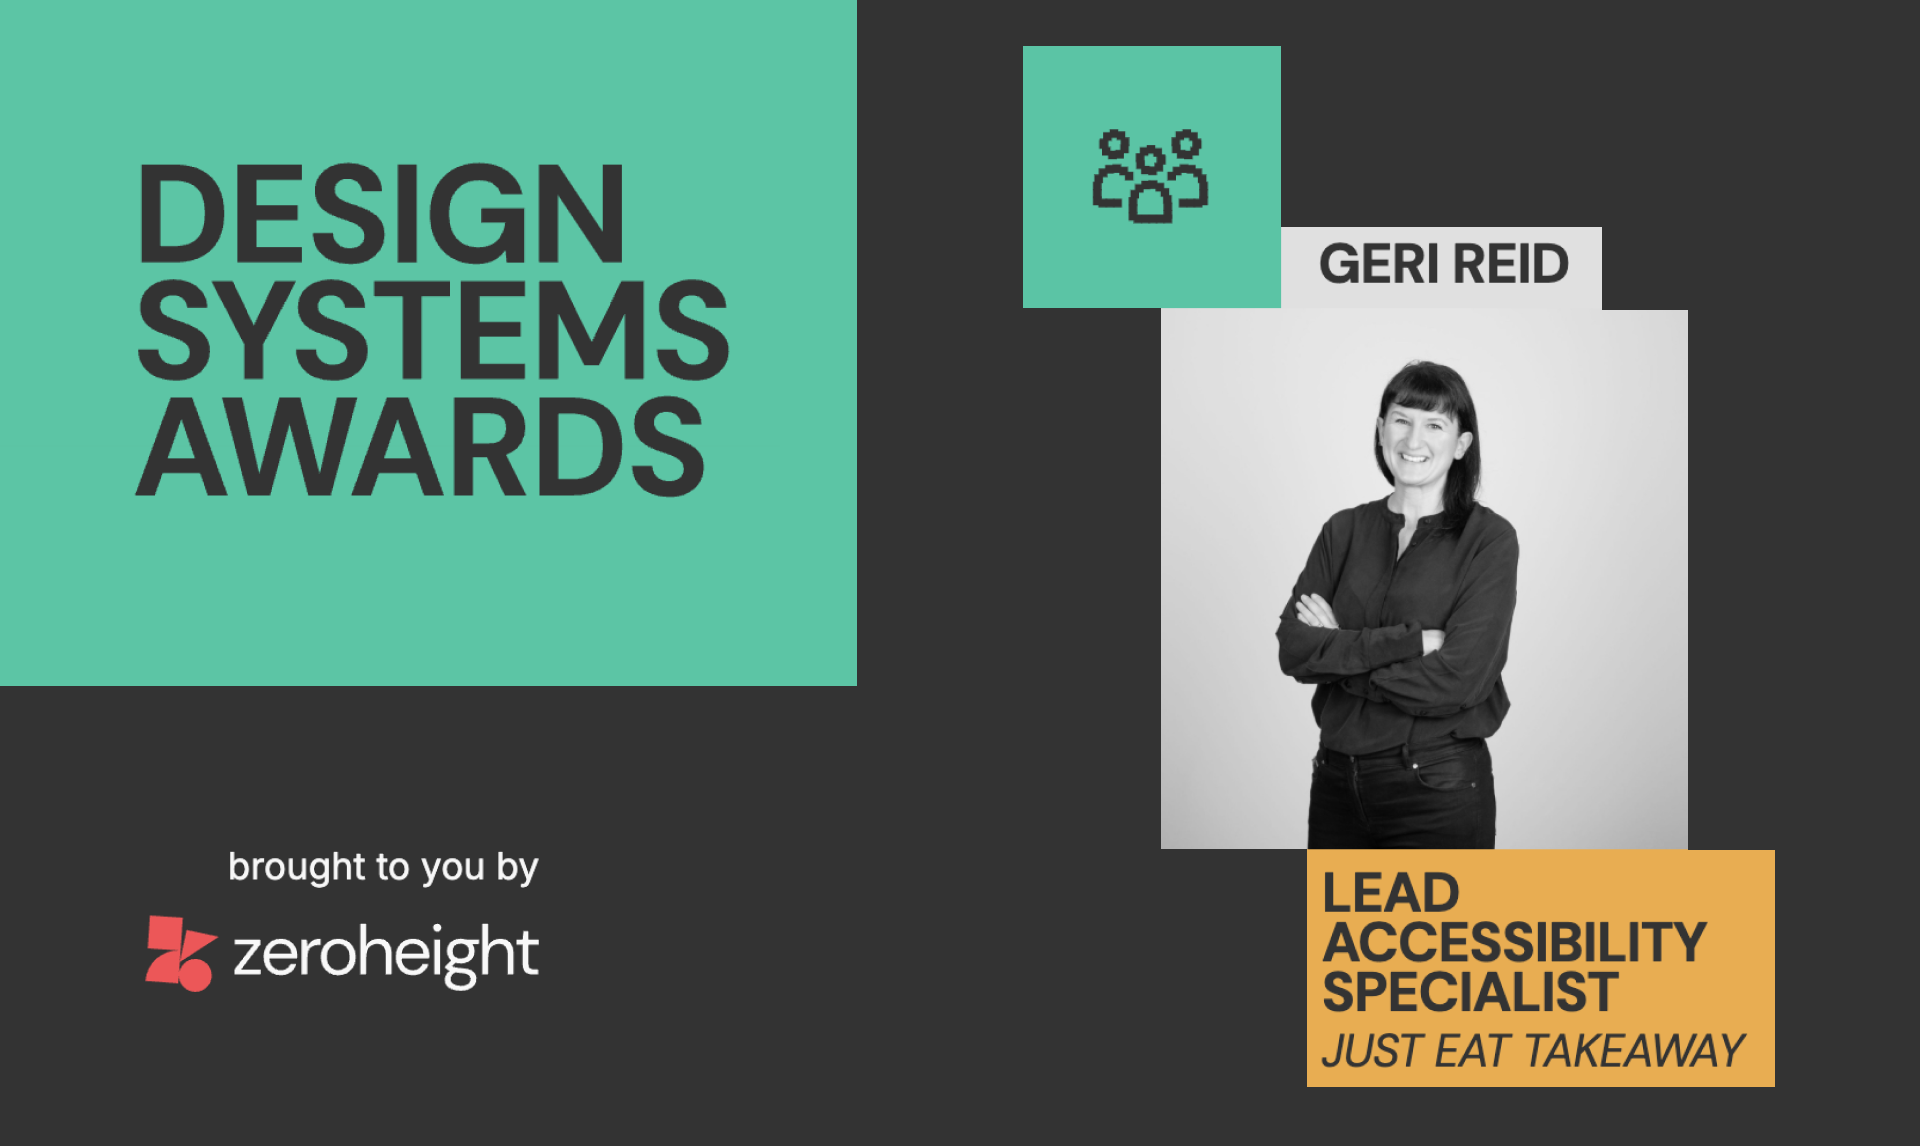 DESIGN
SYSTEMS
AWARDS
brought to you by
zeroheight
GERI REID
LEAD
ACCESSIBILITY
SPECIALIST
JUST EAT TAKEAWAY